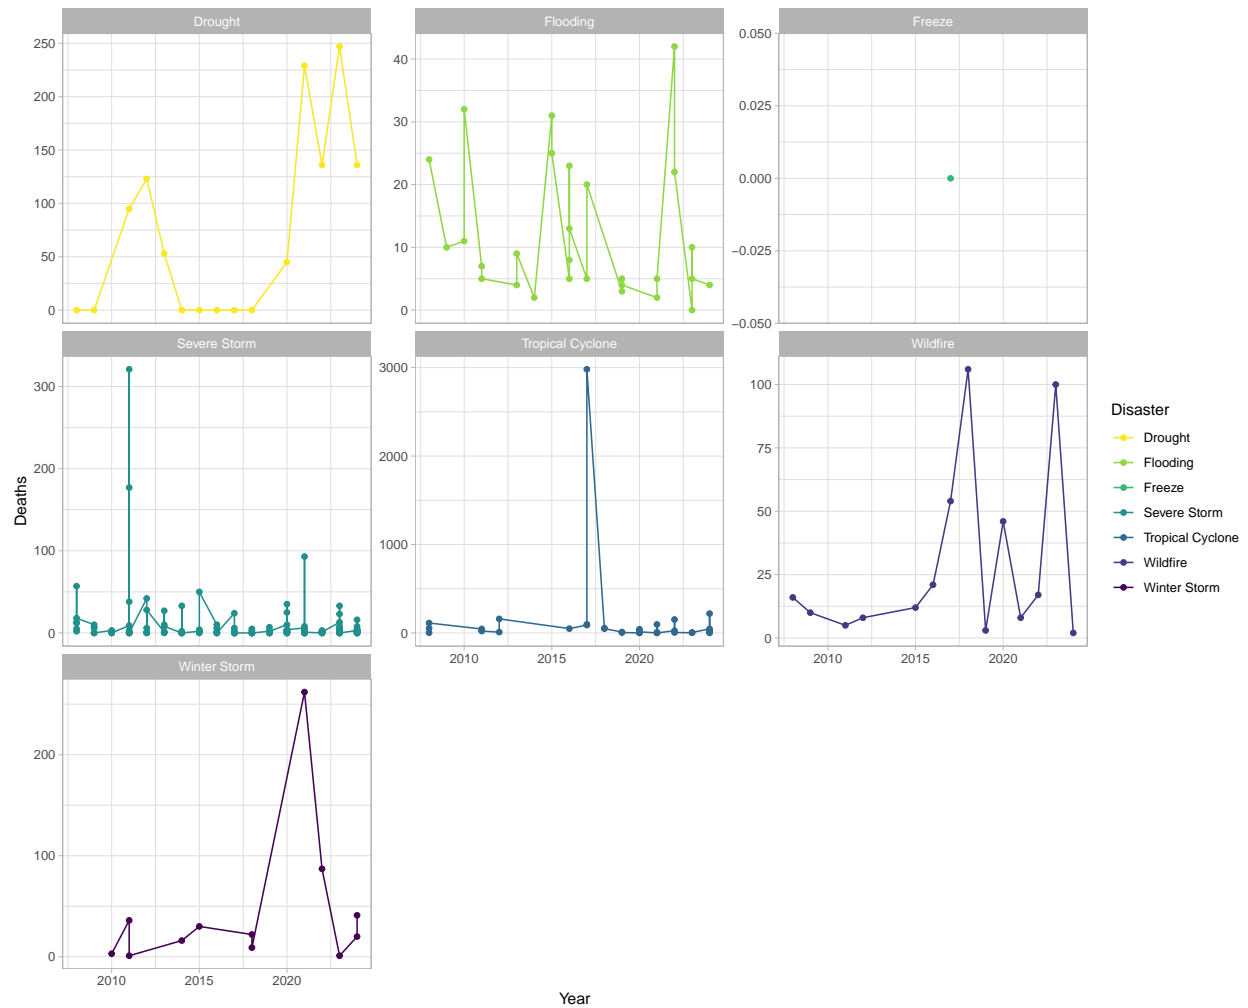 Drought
Flooding
Freeze
250
200
150
100
50
0
40
30
20
10
0
0.050
0.025
0.000
−0.025
−0.050
Severe Storm
Tropical Cyclone
Wildfire
300
200
100
0
3000
2000
1000
0
100
75
50
25
0
2010
2015
2020
2010
2015
2020
Winter Storm
200
100
0
2010
2015
2020
Deaths
Year
Disaster
Drought
Flooding
Freeze
Severe Storm
Tropical Cyclone
Wildfire
Winter Storm